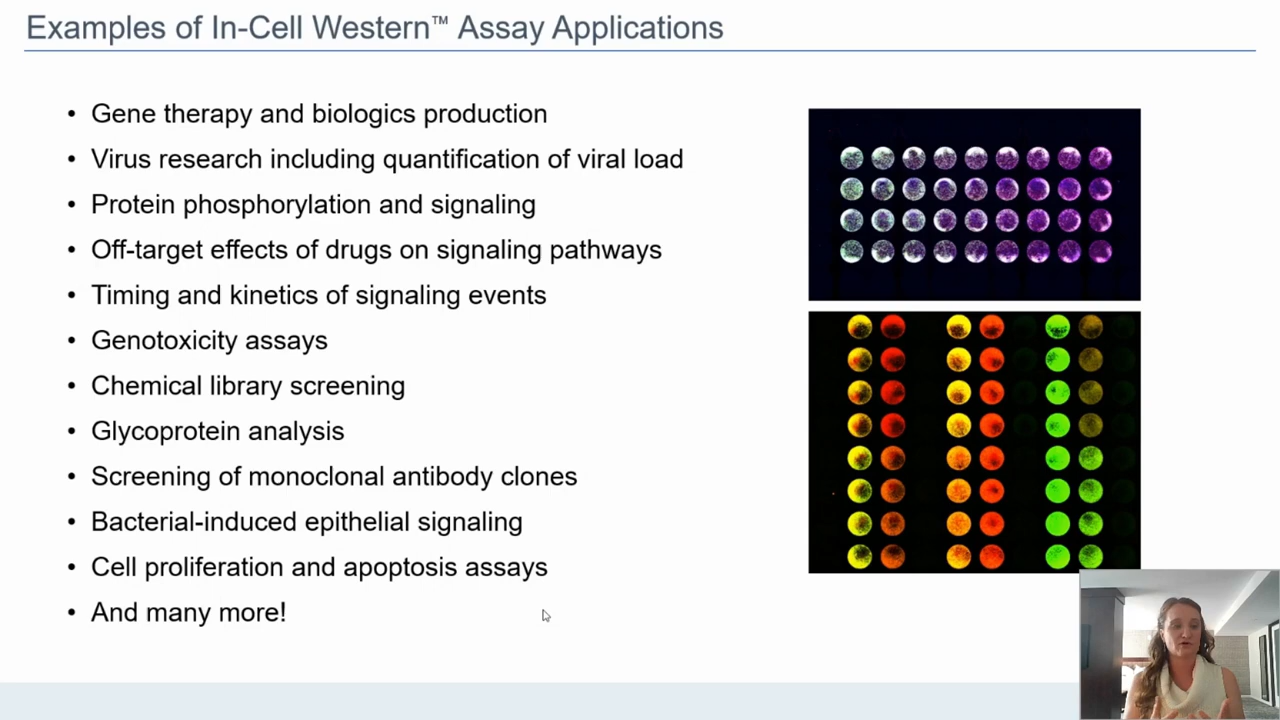 Examples of In-Cell Western™ Assay Applications
• Gene therapy and biologics production
• Virus research including quantification of viral load
• Protein phosphorylation and signaling
• Off-target effects of drugs on signaling pathways
• Timing and kinetics of signaling events
• Genotoxicity assays
• Chemical library screening
• Glycoprotein analysis
• Screening of monoclonal antibody clones
• Bacterial-induced epithelial signaling
• Cell proliferation and apoptosis assays
• And many more!